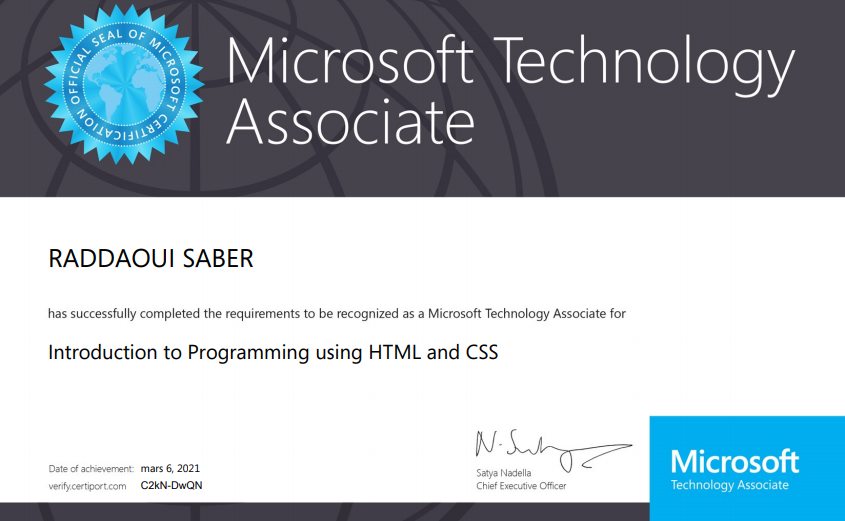 OFFICIAL SEAL OF MICROSOFT CERTIFICATION
Microsoft Technology
Associate
RADDAOUI SABER
has successfully completed the requirements to be recognized as a Microsoft Technology Associate for
Introduction to Programming using HTML and CSS
Date of achievement: mars 6, 2021
verify.certiport.com C2kN-DwQN
Satya Nadella
Chief Executive Officer
Microsoft
Technology Associate